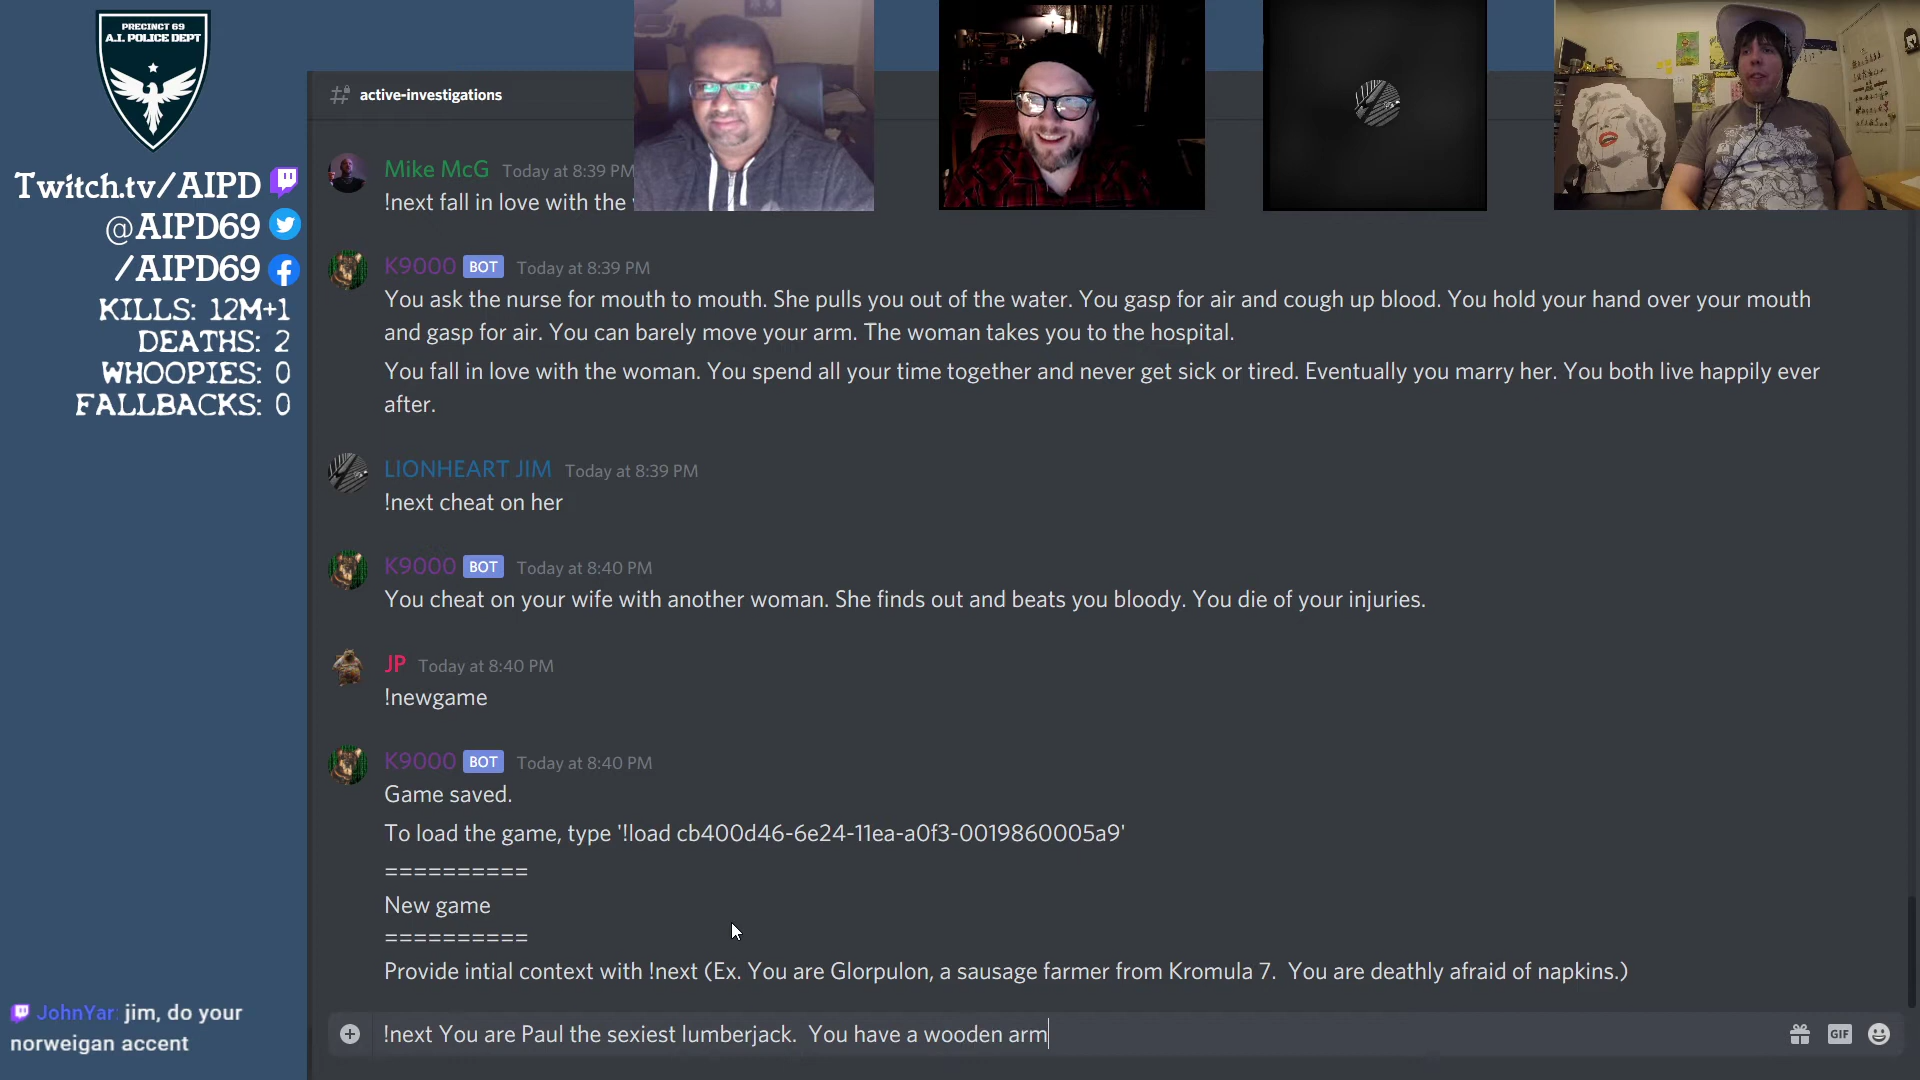 PRECINCT 69
A.I. POLICE DEPT
Twitch.tv/AIPD
@AIPD69
/AIPD69
KILLS: 12M+1
DEATHS: 2
WHOOPIES: 0
FALLBACKS: 0
JohnYar: jim, do your
norweigan accent
active-investigations
Mike McG Today at 8:39 PM
!next fall in love with the
K9000 BOT Today at 8:39 PM
You ask the nurse for mouth to mouth. She pulls you out of the water. You gasp for air and cough up blood. You hold your hand over your mouth
and gasp for air. You can barely move your arm. The woman takes you to the hospital.
You fall in love with the woman. You spend all your time together and never get sick or tired. Eventually you marry her. You both live happily ever
after.
LIONHEART JIM Today at 8:39 PM
!next cheat on her
K9000 BOT Today at 8:40 PM
You cheat on your wife with another woman. She finds out and beats you bloody. You die of your injuries.
JP Today at 8:40 PM
!newgame
K9000 BOT Today at 8:40 PM
Game saved.
To load the game, type '!load cb400d46-6e24-11ea-a0f3-0019860005a9'
==========
New game
==========
Provide intial context with !next (Ex. You are Glorpulon, a sausage farmer from Kromula 7.  You are deathly afraid of napkins.)
!next You are Paul the sexiest lumberjack.  You have a wooden arm
GIF